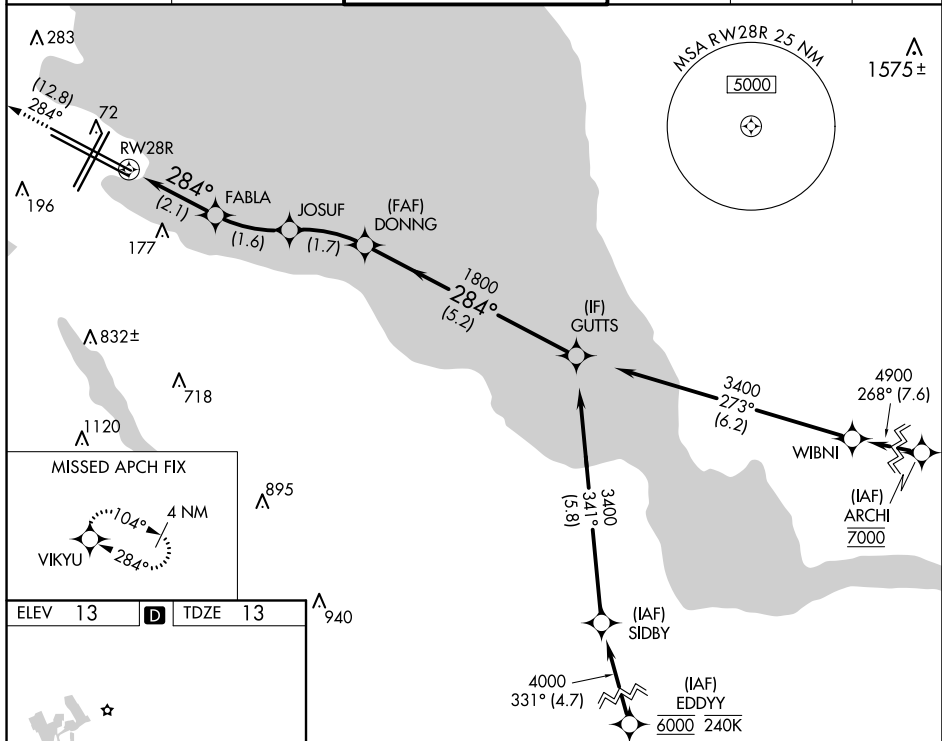 283
MSA RW28R 25 NM
5000
1575±
(12.8)
284°
72
RW28R
196
284°
(2.1)
FABLA
(1.6)
JOSUF
(1.7)
(FAF)
DONNG
177
1800
284°
(5.2)
(IF)
GUTTS
832±
718
1120
3400
273°
(6.2)
4900
268° (7.6)
WIBNI
(IAF)
ARCHI
7000
MISSED APCH FIX
104°
4 NM
VIKYU
284°
895
3400
341°
(5.8)
ELEV 13
D
TDZE 13
940
(IAF)
SIDBY
4000
331° (4.7)
(IAF)
EDDYY
6000 240K